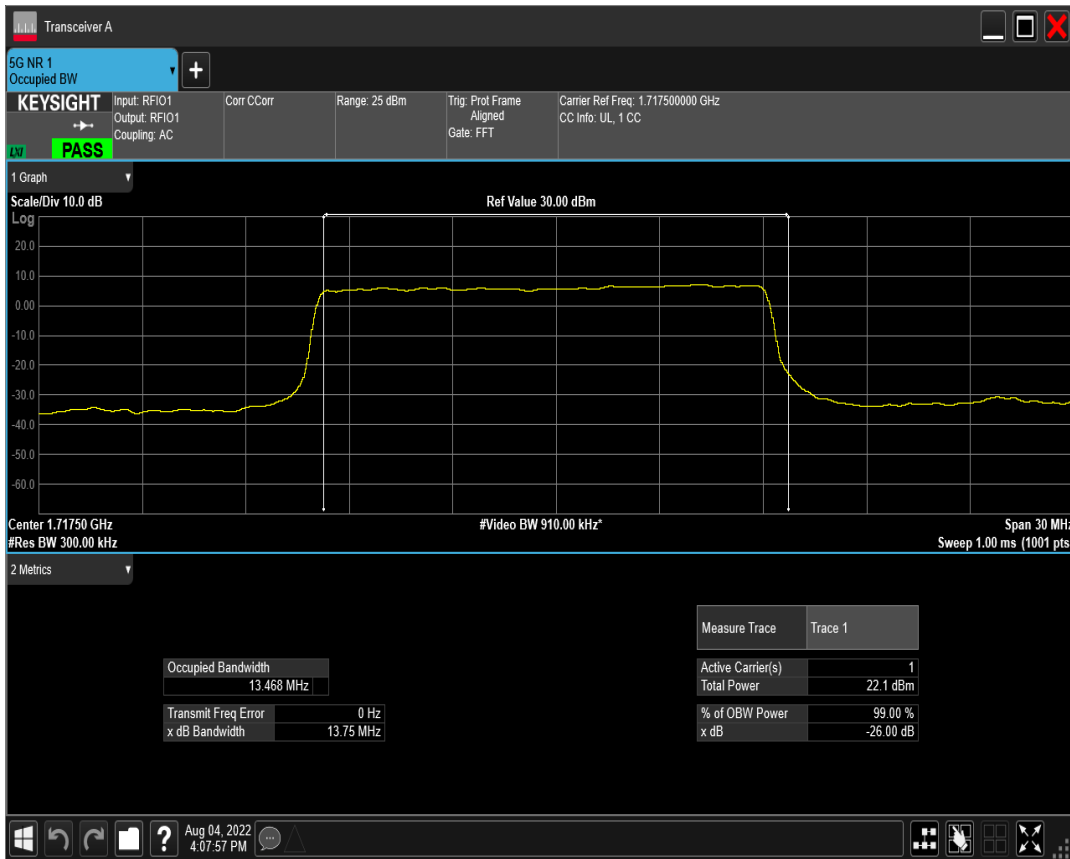 Transceiver A
5G NR 1
Occupied BW
+
KEYSIGHT
LXI
PASS
Input: RFIO1
Output: RFIO1
Coupling: AC
Corr CCorr
Range: 25 dBm
Trig: Prot Frame
Aligned
Gate: FFT
Carrier Ref Freq: 1.717500000 GHz
CC Info: UL, 1 CC
1 Graph
Scale/Div 10.0 dB
Ref Value 30.00 dBm
Log
20.0
10.0
0.00
-10.0
-20.0
-30.0
-40.0
-50.0
-60.0
Center 1.71750 GHz
#Video BW 910.00 kHz*
Span 30 MHz
#Res BW 300.00 kHz
Sweep 1.00 ms (1001 pts
2 Metrics
Measure Trace Trace 1
Occupied Bandwidth
13.468 MHz
Active Carrier(s) 1
Total Power 22.1 dBm
Transmit Freq Error 0 Hz
x dB Bandwidth 13.75 MHz
% of OBW Power 99.00 %
x dB -26.00 dB
?
Aug 04, 2022
4:07:57 PM